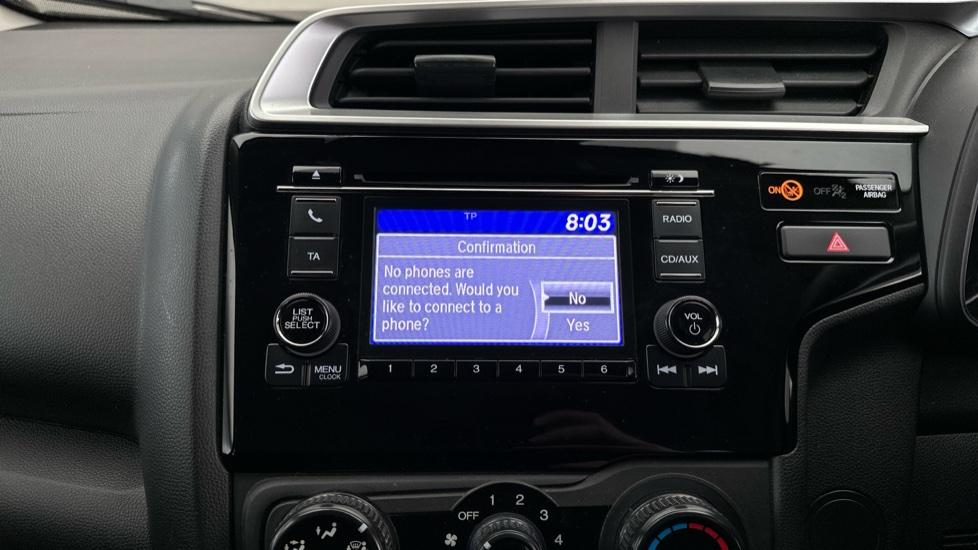 TP 8:03
Confirmation
No phones are
connected. Would you
like to connect to a
phone?
No
Yes
TA
LIST
PUSH
SELECT
MENU
CLOCK
RADIO
CD/AUX
VOL
1 2 3 4 5 6
ON OFF PASSENGER
AIRBAG
OFF 1 2 3 4